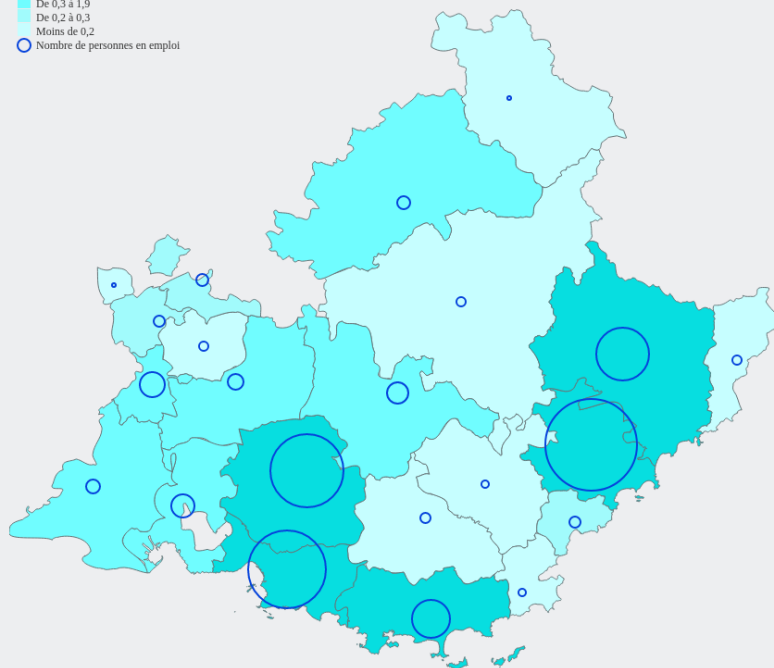 De 0,3 à 1,9
De 0,2 à 0,3
Moins de 0,2
Nombre de personnes en emploi